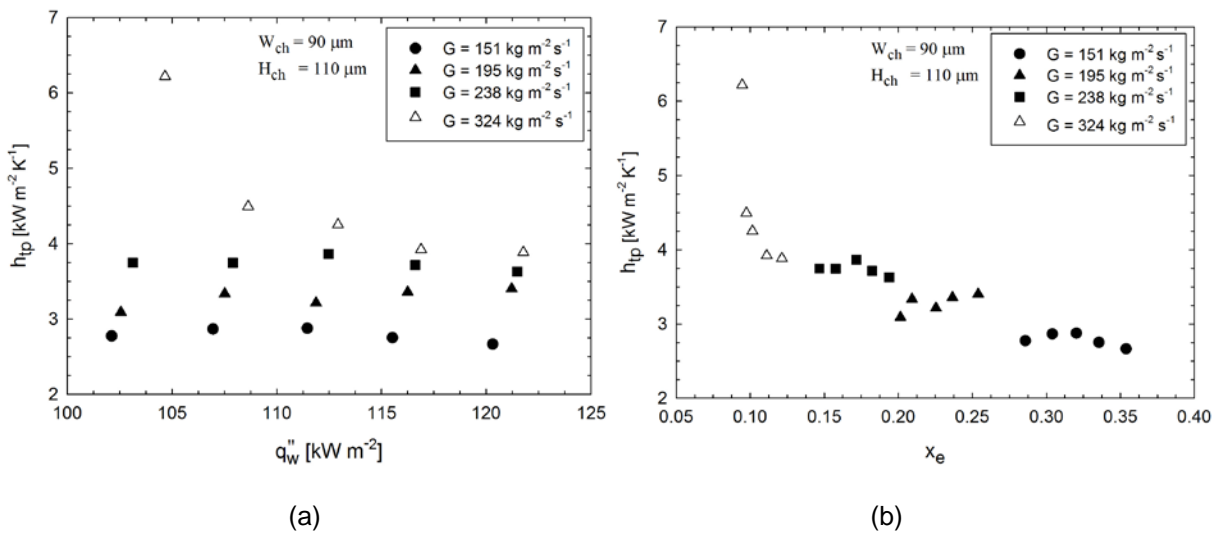 7
6
5
4
3
2
h_tp [kW m^-2 K^-1]
W_ch = 90 μm
H_ch = 110 μm
G = 151 kg m^-2 s^-1
G = 195 kg m^-2 s^-1
G = 238 kg m^-2 s^-1
G = 324 kg m^-2 s^-1
100 105 110 115 120 125
q''_w [kW m^-2]
(a)
7
6
5
4
3
2
h_tp [kW m^-2 K^-1]
W_ch = 90 μm
H_ch = 110 μm
G = 151 kg m^-2 s^-1
G = 195 kg m^-2 s^-1
G = 238 kg m^-2 s^-1
G = 324 kg m^-2 s^-1
0.05 0.10 0.15 0.20 0.25 0.30 0.35 0.40
x_e
(b)